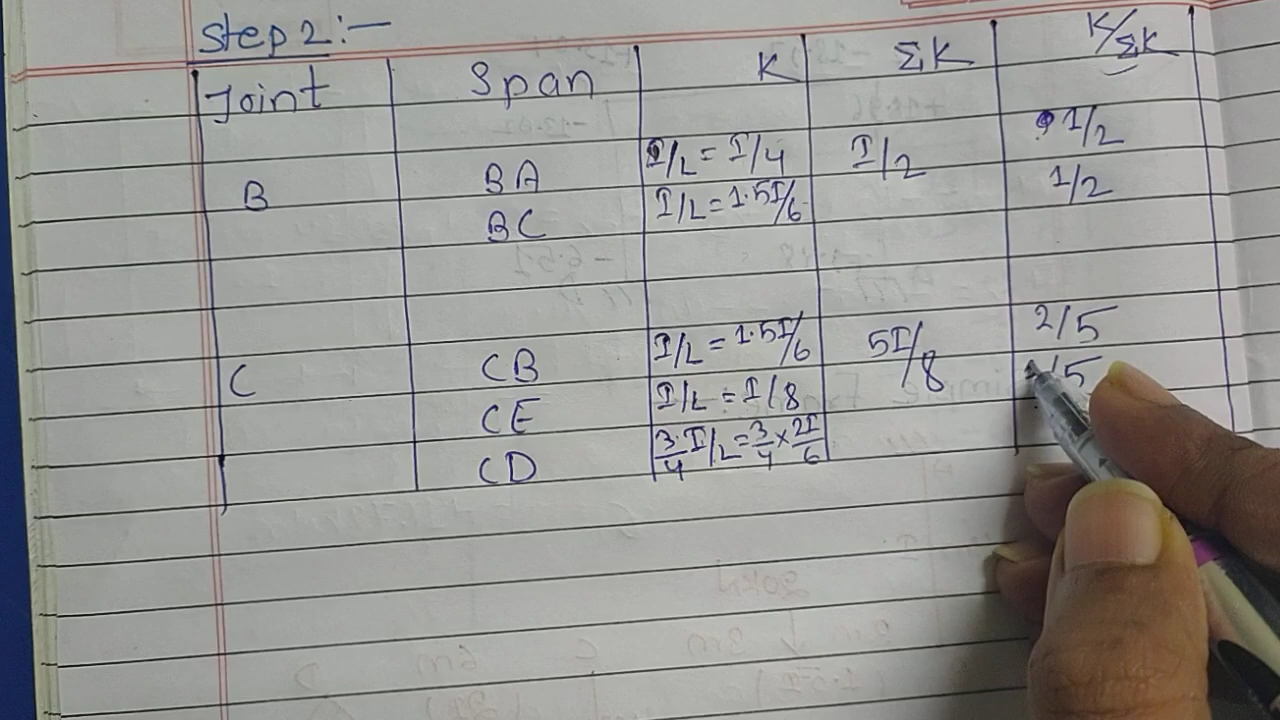 Step 2:-
Joint Span K ΣK K/ΣK
BA I/L = I/4 I/2 1/2
B
BC I/L = 1.5I/6 1/2
CB I/L = 1.5I/6 5I/8 2/5
C
CE I/L = I/8 /5
CD 3/4 I/L = 3/4 × 2I/6